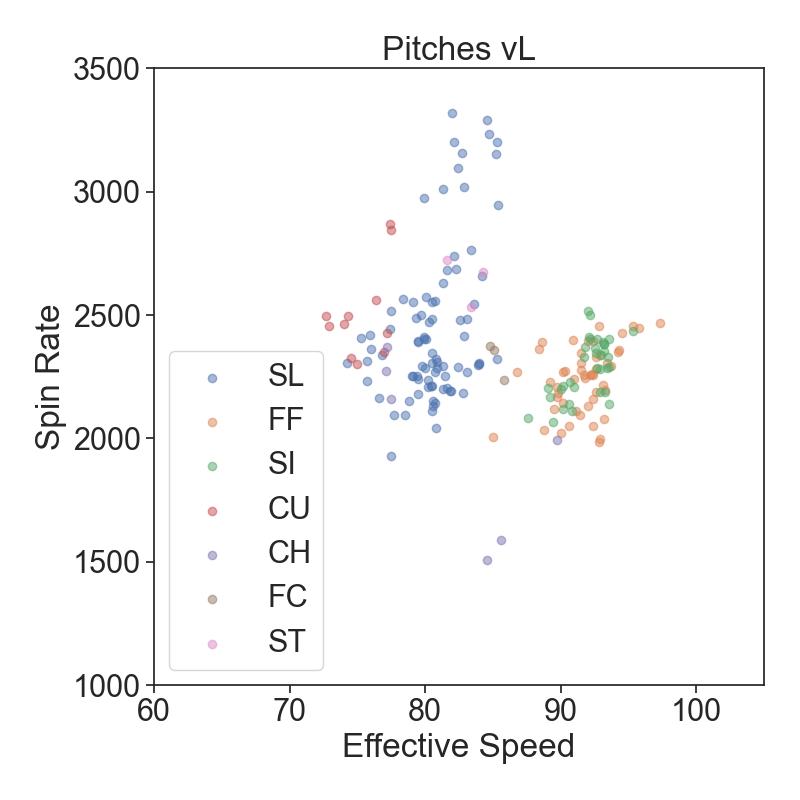 Pitches vL
3500
3000
2500
2000
1500
1000
Spin Rate
SL
FF
SI
CU
CH
FC
ST
60 70 80 90 100
Effective Speed